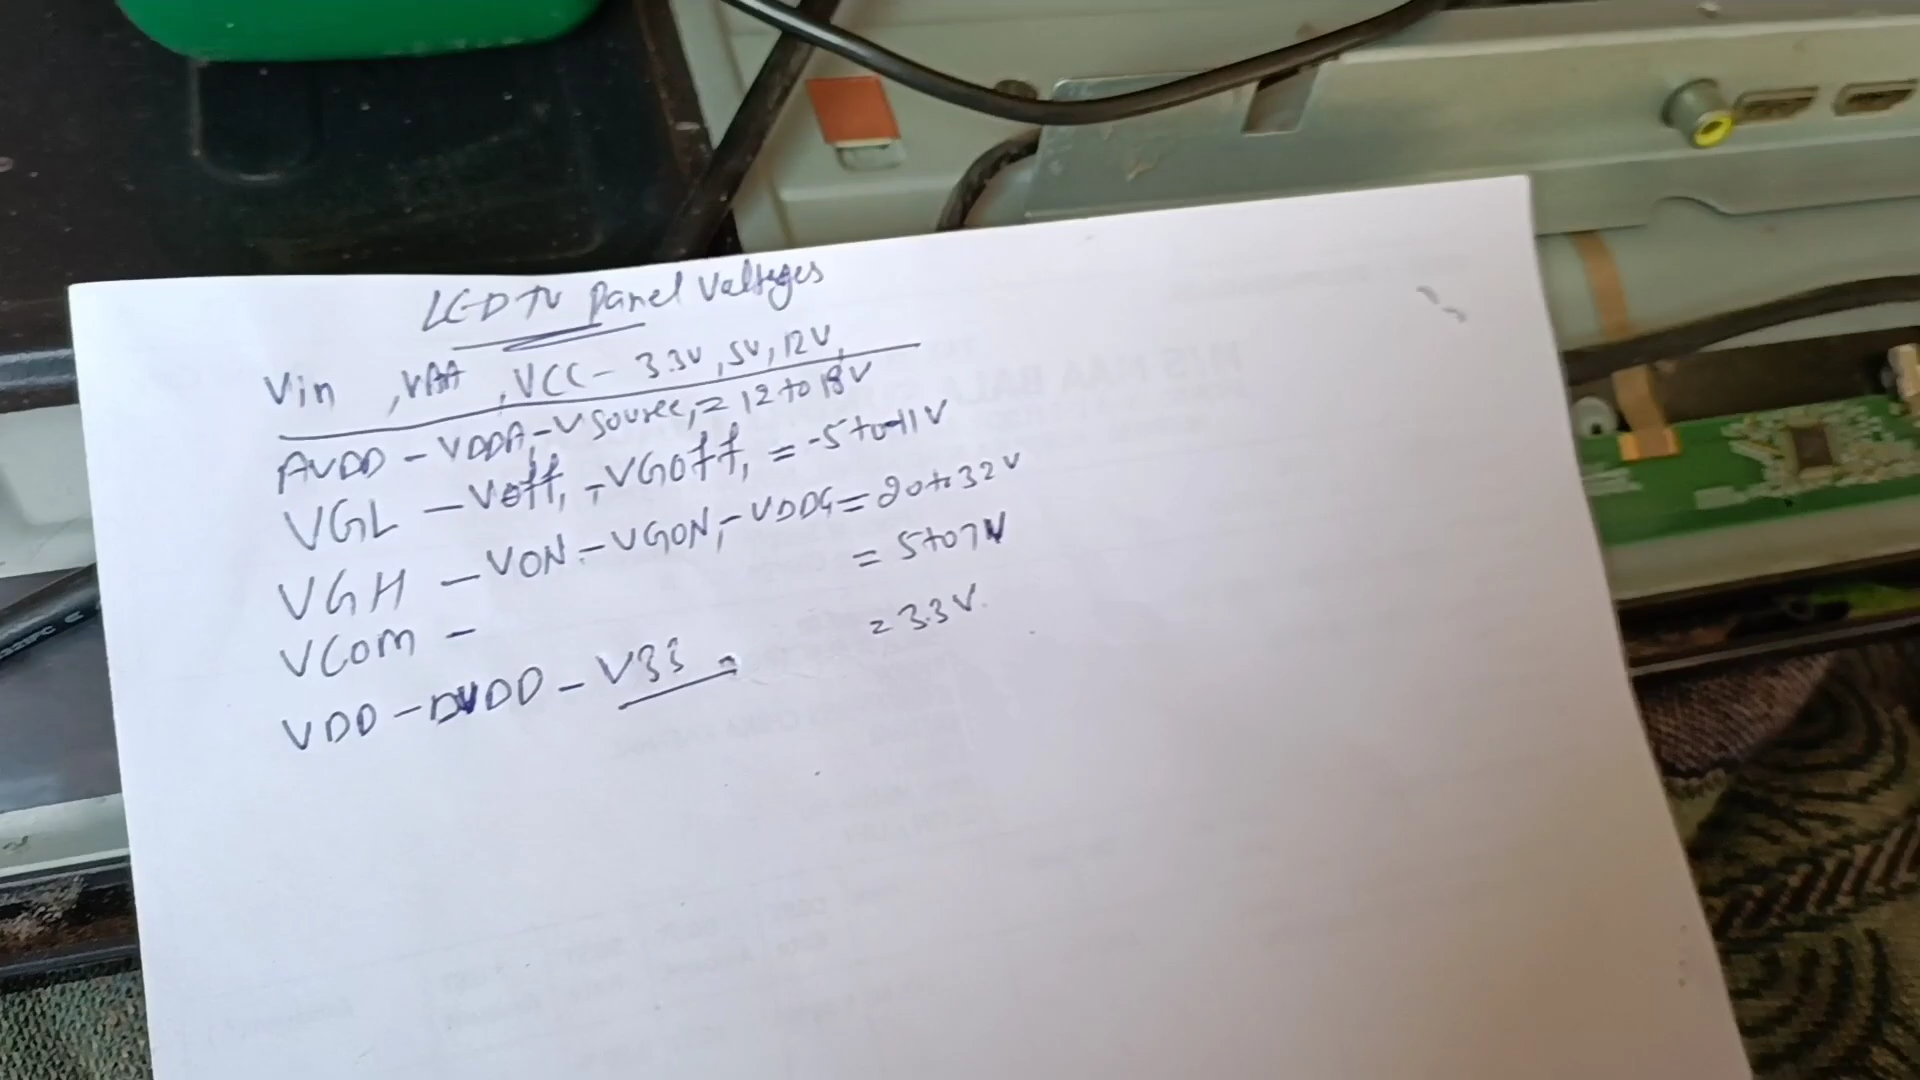 LCD TV Panel Voltages
Vin , VAA , VCC - 3.3V, 5V, 12V,
AVDD - VDDA, - V Source, = 12 to 18V
VGL - Voff, - VGoff, = -5 to -11V
VGH - VON - VGON, - VDDG = 20 to 32V
VCom - = 5 to 7V
VDD - DVDD - V33 = = 3.3V.